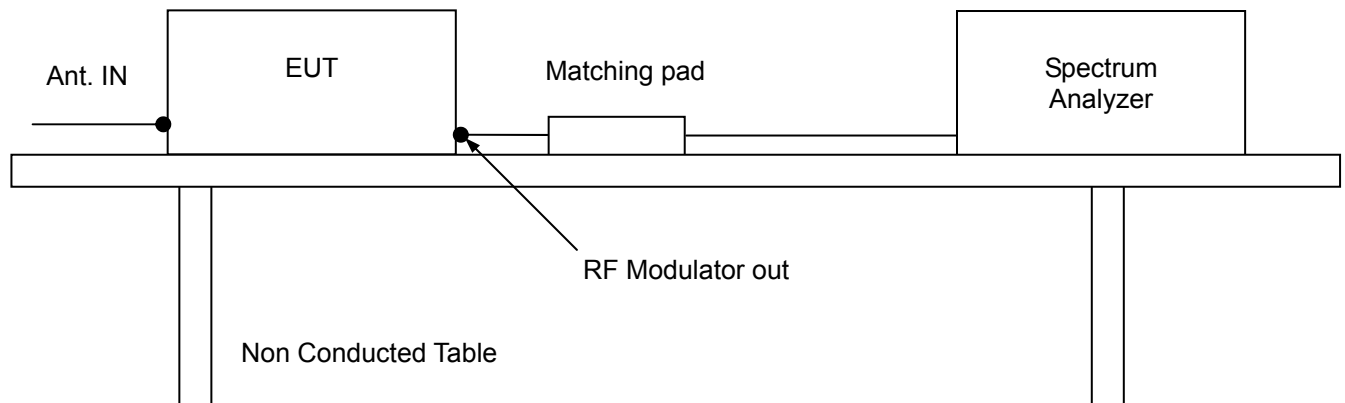 Ant. IN
EUT
Matching pad
Spectrum
Analyzer
RF Modulator out
Non Conducted Table